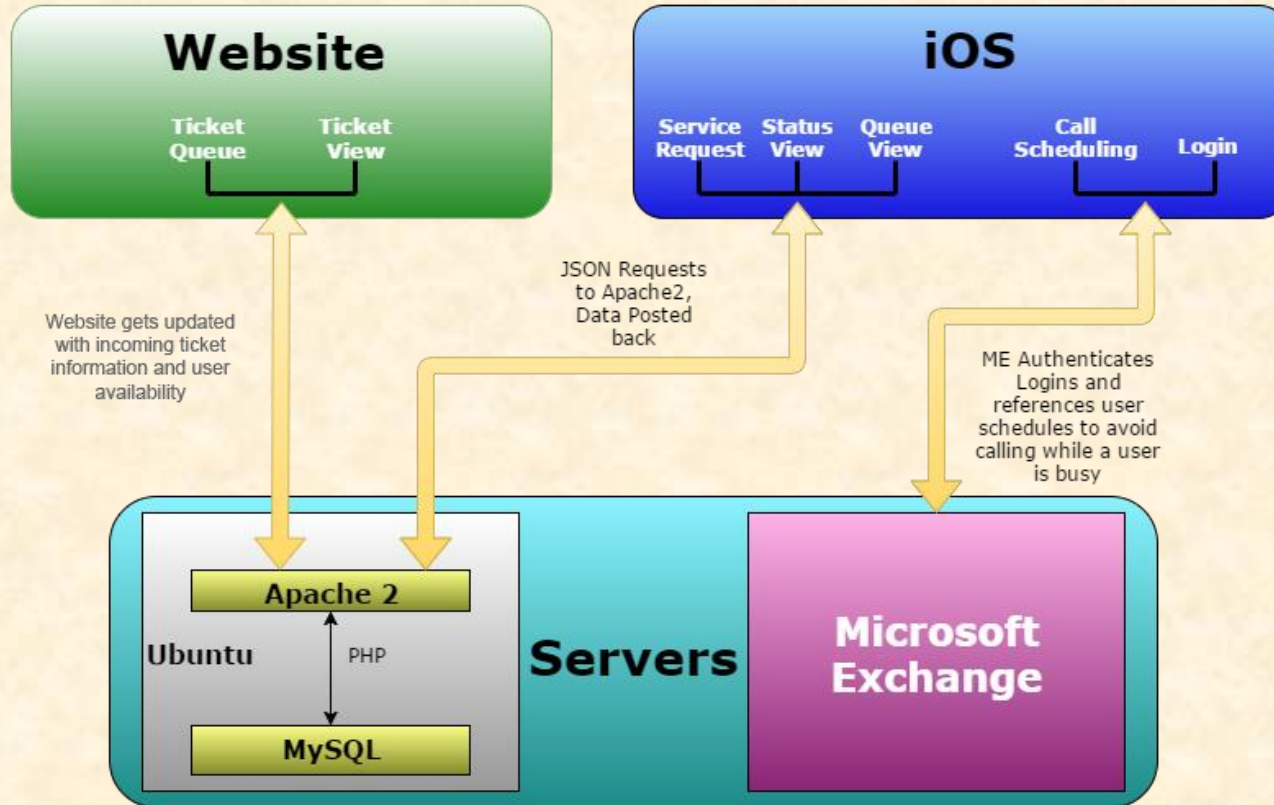 Website
Ticket
Queue
Ticket
View
iOS
Service
Request
Status
View
Queue
View
Call
Scheduling
Login
Website gets updated
with incoming ticket
information and user
availability
JSON Requests
to Apache2,
Data Posted
back
ME Authenticates
Logins and
references user
schedules to avoid
calling while a user
is busy
Apache 2
Ubuntu
PHP
MySQL
Servers
Microsoft
Exchange